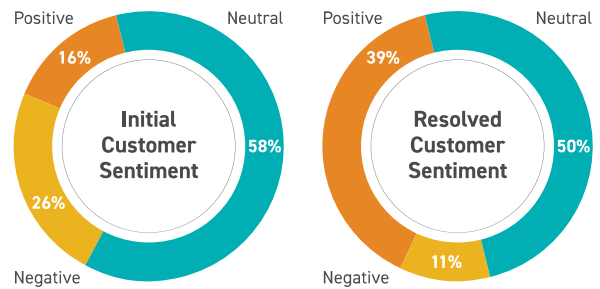 Positive
Neutral
16%
Initial
Customer
Sentiment
58%
26%
Negative
Positive
Neutral
39%
Resolved
Customer
Sentiment
50%
11%
Negative